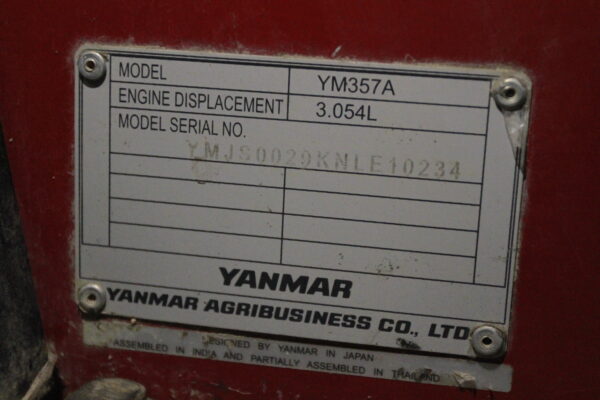 MODEL YM357A
ENGINE DISPLACEMENT 3.054L
MODEL SERIAL NO.
YMJS0029KNLE10234
YANMAR
YANMAR AGRIBUSINESS CO., LTD
DESIGNED BY YANMAR IN JAPAN
ASSEMBLED IN INDIA AND PARTIALLY ASSEMBLED IN THAILAND